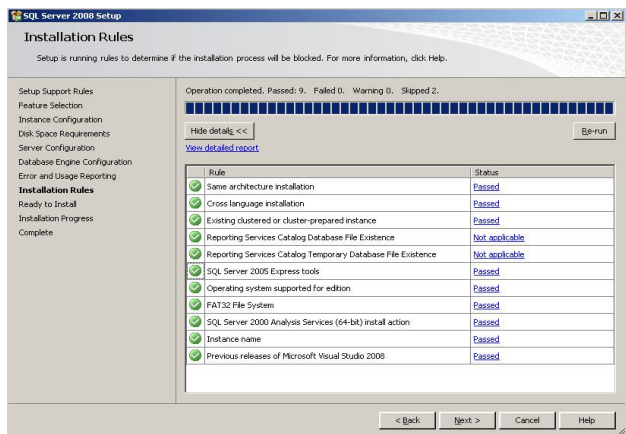 SQL Server 2008 Setup
Installation Rules
Setup is running rules to determine if the installation process will be blocked. For more information, click Help.
Setup Support Rules
Feature Selection
Instance Configuration
Disk Space Requirements
Server Configuration
Database Engine Configuration
Error and Usage Reporting
Installation Rules
Ready to Install
Installation Progress
Complete
Operation completed. Passed: 9. Failed 0. Warning 0. Skipped 2.
Hide details <<
Re-run
View detailed report
Rule Status
Same architecture installation Passed
Cross language installation Passed
Existing clustered or cluster-prepared instance Passed
Reporting Services Catalog Database File Existence Not applicable
Reporting Services Catalog Temporary Database File Existence Not applicable
SQL Server 2005 Express tools Passed
Operating system supported for edition Passed
FAT32 File System Passed
SQL Server 2000 Analysis Services (64-bit) install action Passed
Instance name Passed
Previous releases of Microsoft Visual Studio 2008 Passed
< Back Next > Cancel Help